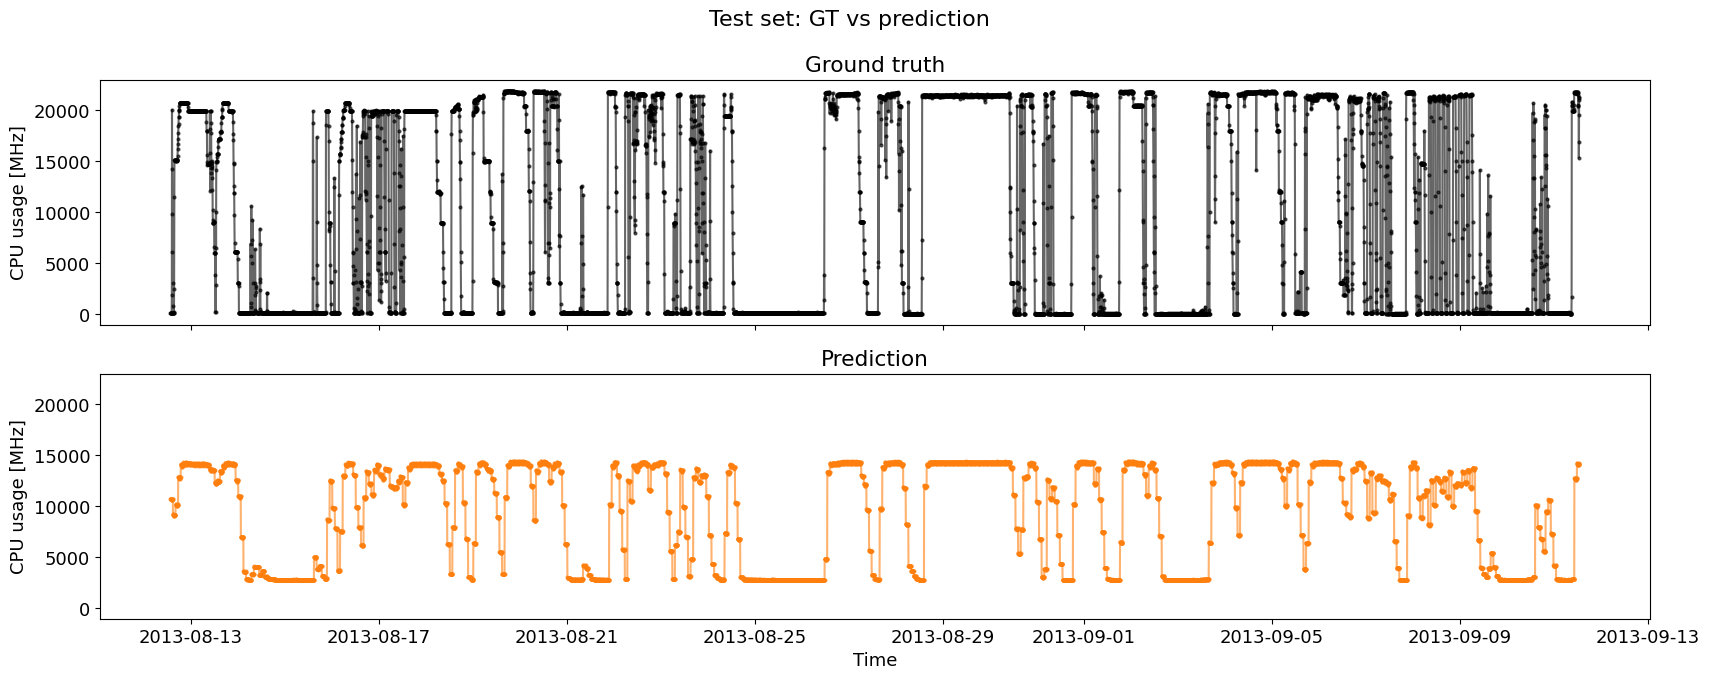 Test set: GT vs prediction
Ground truth
CPU usage [MHz]
20000
15000
10000
5000
0
Prediction
CPU usage [MHz]
20000
15000
10000
5000
0
2013-08-13 2013-08-17 2013-08-21 2013-08-25 2013-08-29 2013-09-01 2013-09-05 2013-09-09 2013-09-13
Time